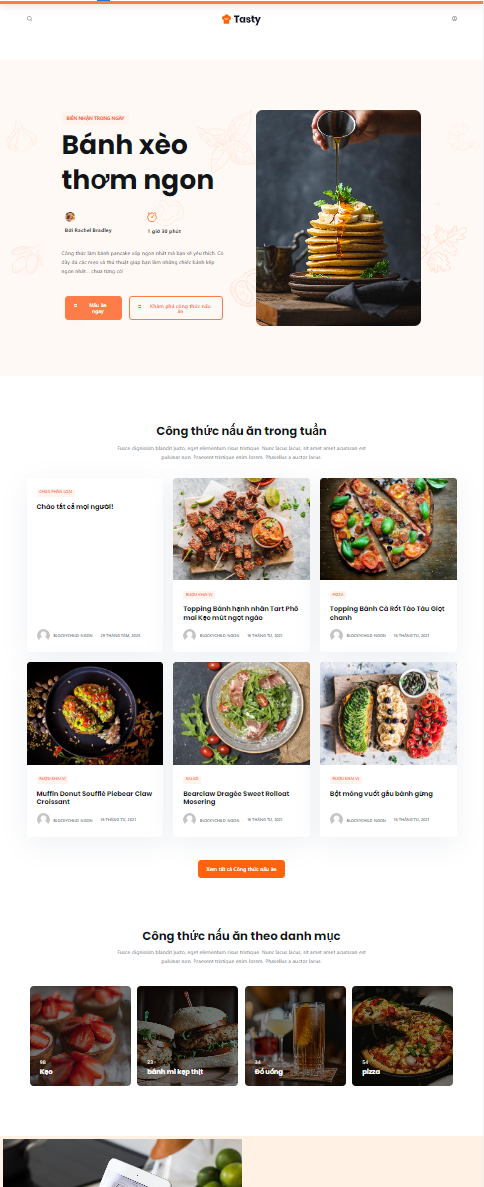 Tasty
BIÊN NHẬN TRONG NGÀY
Bánh xèo
thơm ngon
Bởi Rachel Bradley
1 giờ 30 phút
Công thức làm bánh pancake xốp ngon nhất mà bạn sẽ yêu thích. Có
đầy đủ các mẹo và thủ thuật giúp bạn làm những chiếc bánh kếp
ngon nhất... chưa từng có!
Nấu ăn
ngay
Khám phá công thức nấu
ăn
Công thức nấu ăn trong tuần
Fusce dignissim blandit justo, eget elementum risus tristique. Nunc lacus lacus, sit amet accumsan est
pulvinar non. Praesent tristique enim lorem. Phasellus a auctor lacus.
CHƯA PHÂN LOẠI
Chào tất cả mọi người!
RƯỢU KHAI VỊ
Topping Bánh hạnh nhân Tart Phô
mai Kẹo mút ngọt ngào
PIZZA
Topping Bánh Cà Rốt Táo Tàu Giọt
chanh
BLOCKYCHILD NGON
29 THÁNG TÁM, 2023
BLOCKYCHILD NGON
19 THÁNG TƯ, 2021
BLOCKYCHILD NGON
19 THÁNG TƯ, 2021
RƯỢU KHAI VỊ
Muffin Donut Soufflé Piebear Claw
Croissant
SALAD
Bearclaw Dragée Sweet Rolloat
Mosering
RƯỢU KHAI VỊ
Bột mông vuốt gấu bánh gừng
BLOCKYCHILD NGON
19 THÁNG TƯ, 2021
BLOCKYCHILD NGON
19 THÁNG TƯ, 2021
BLOCKYCHILD NGON
19 THÁNG TƯ, 2021
Xem tất cả Công thức nấu ăn
Công thức nấu ăn theo danh mục
Fusce dignissim blandit justo, eget elementum risus tristique. Nunc lacus lacus, sit amet accumsan est
pulvinar non. Praesent tristique enim lorem. Phasellus a auctor lacus.
98
Kẹo
23
bánh mì kẹp thịt
34
Đồ uống
54
pizza